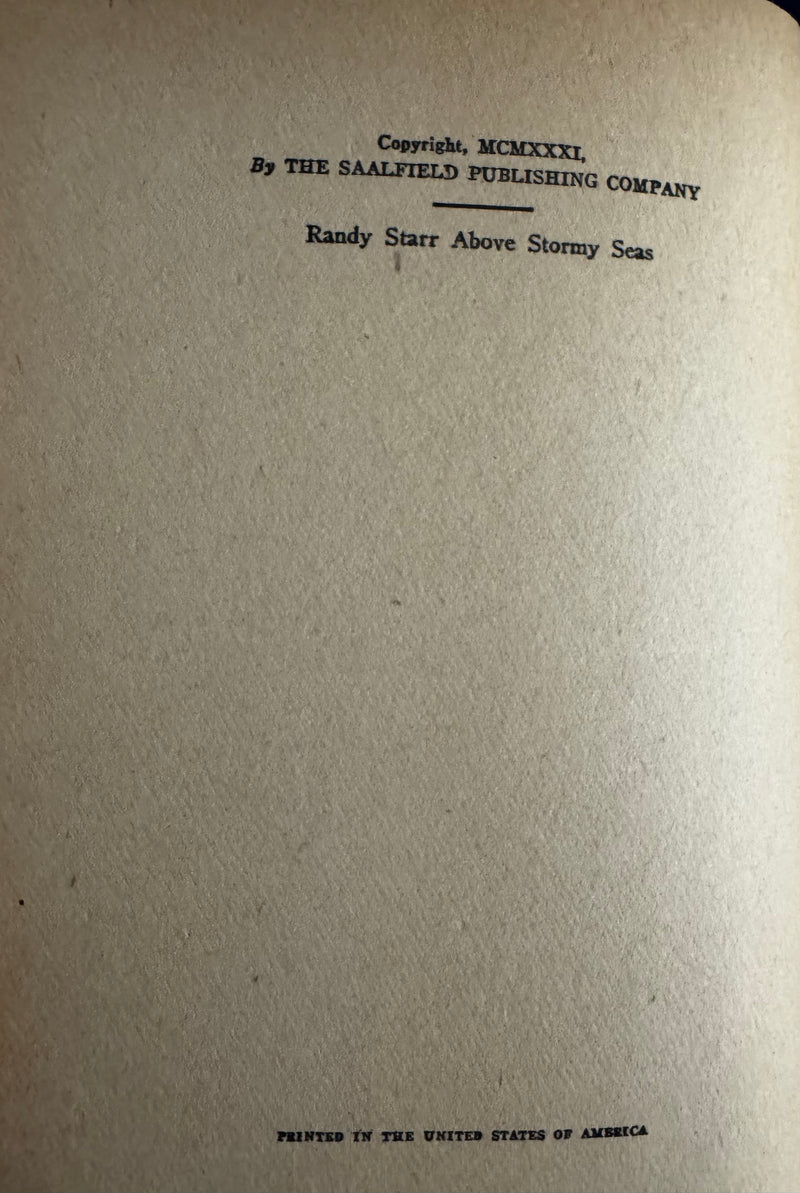 Copyright, MCMXXXI,
By THE SAALFIELD PUBLISHING COMPANY
Randy Starr Above Stormy Seas
PRINTED IN THE UNITED STATES OF AMERICA